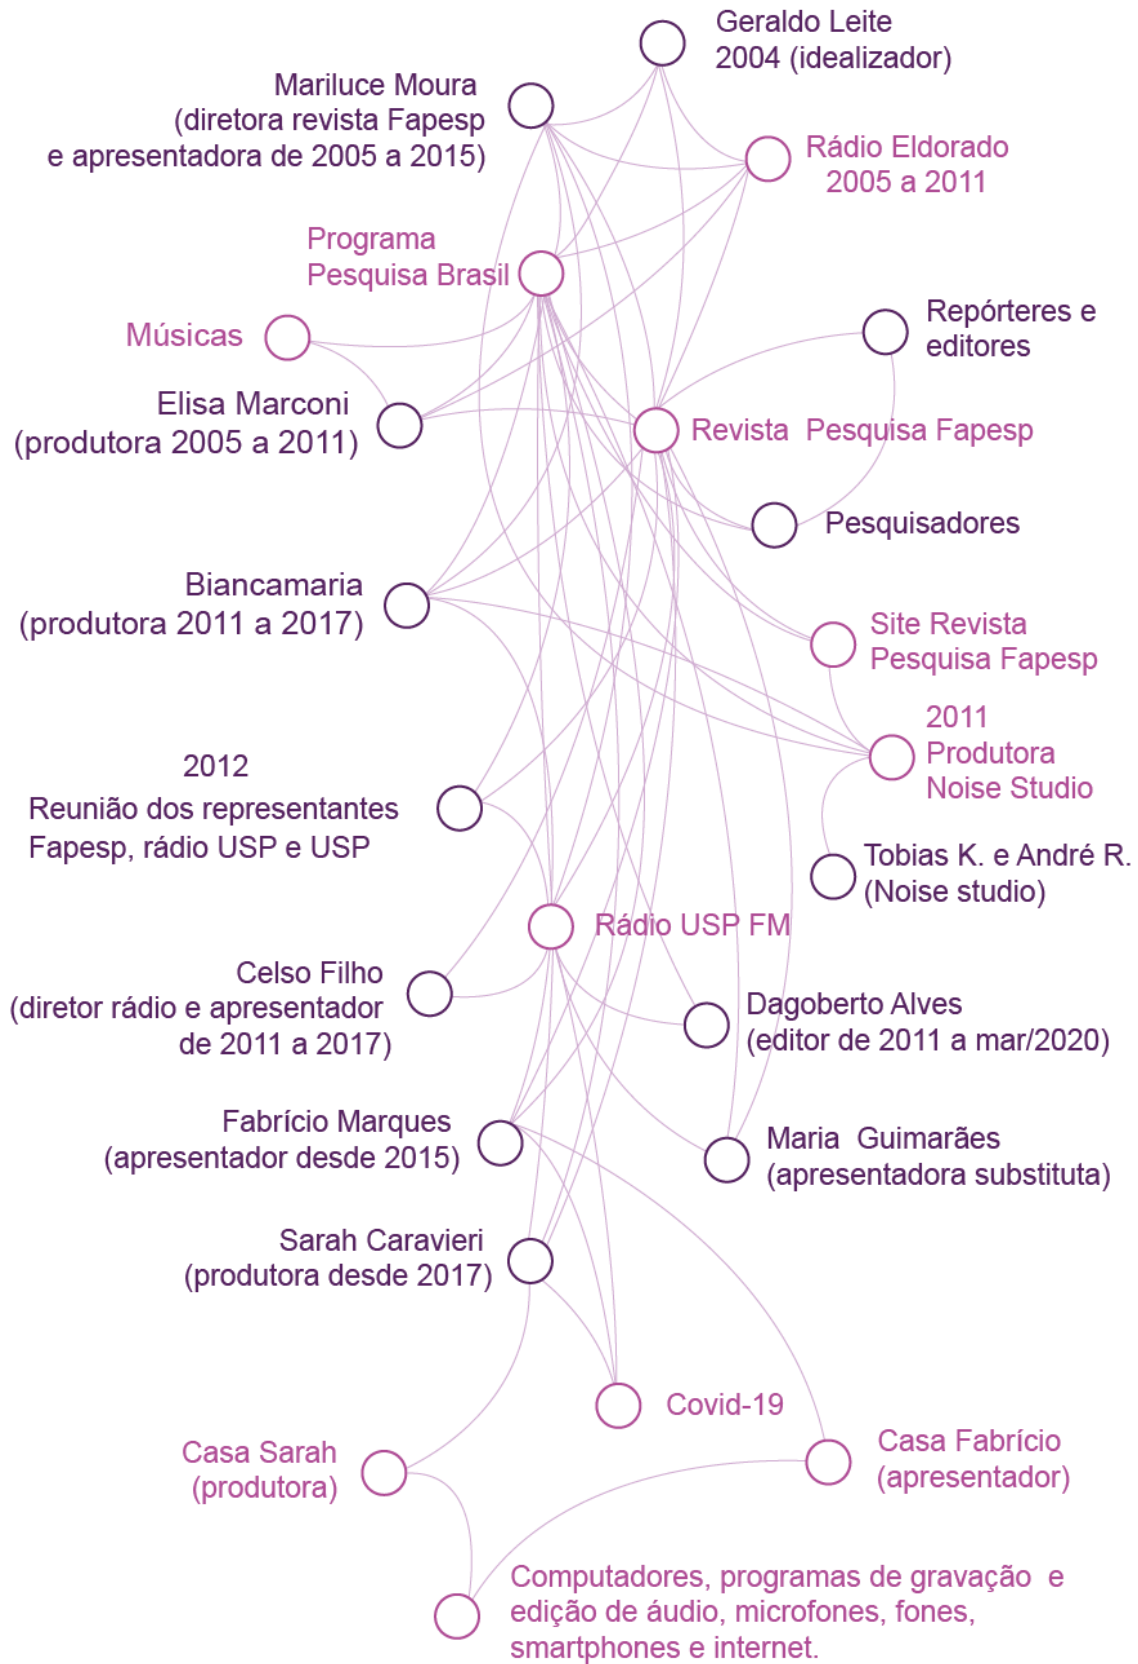 Geraldo Leite
2004 (idealizador)
Mariluce Moura
(diretora revista Fapesp
e apresentadora de 2005 a 2015)
Rádio Eldorado
2005 a 2011
Programa
Pesquisa Brasil
Músicas
Repórteres e
editores
Elisa Marconi
(produtora 2005 a 2011)
Revista Pesquisa Fapesp
Pesquisadores
Biancamaria
(produtora 2011 a 2017)
Site Revista
Pesquisa Fapesp
2011
Produtora
Noise Studio
2012
Reunião dos representantes
Fapesp, rádio USP e USP
Tobias K. e André R.
(Noise studio)
Rádio USP FM
Celso Filho
(diretor rádio e apresentador
de 2011 a 2017)
Dagoberto Alves
(editor de 2011 a mar/2020)
Fabrício Marques
(apresentador desde 2015)
Maria Guimarães
(apresentadora substituta)
Sarah Caravieri
(produtora desde 2017)
Covid-19
Casa Sarah
(produtora)
Casa Fabrício
(apresentador)
Computadores, programas de gravação e
edição de áudio, microfones, fones,
smartphones e internet.